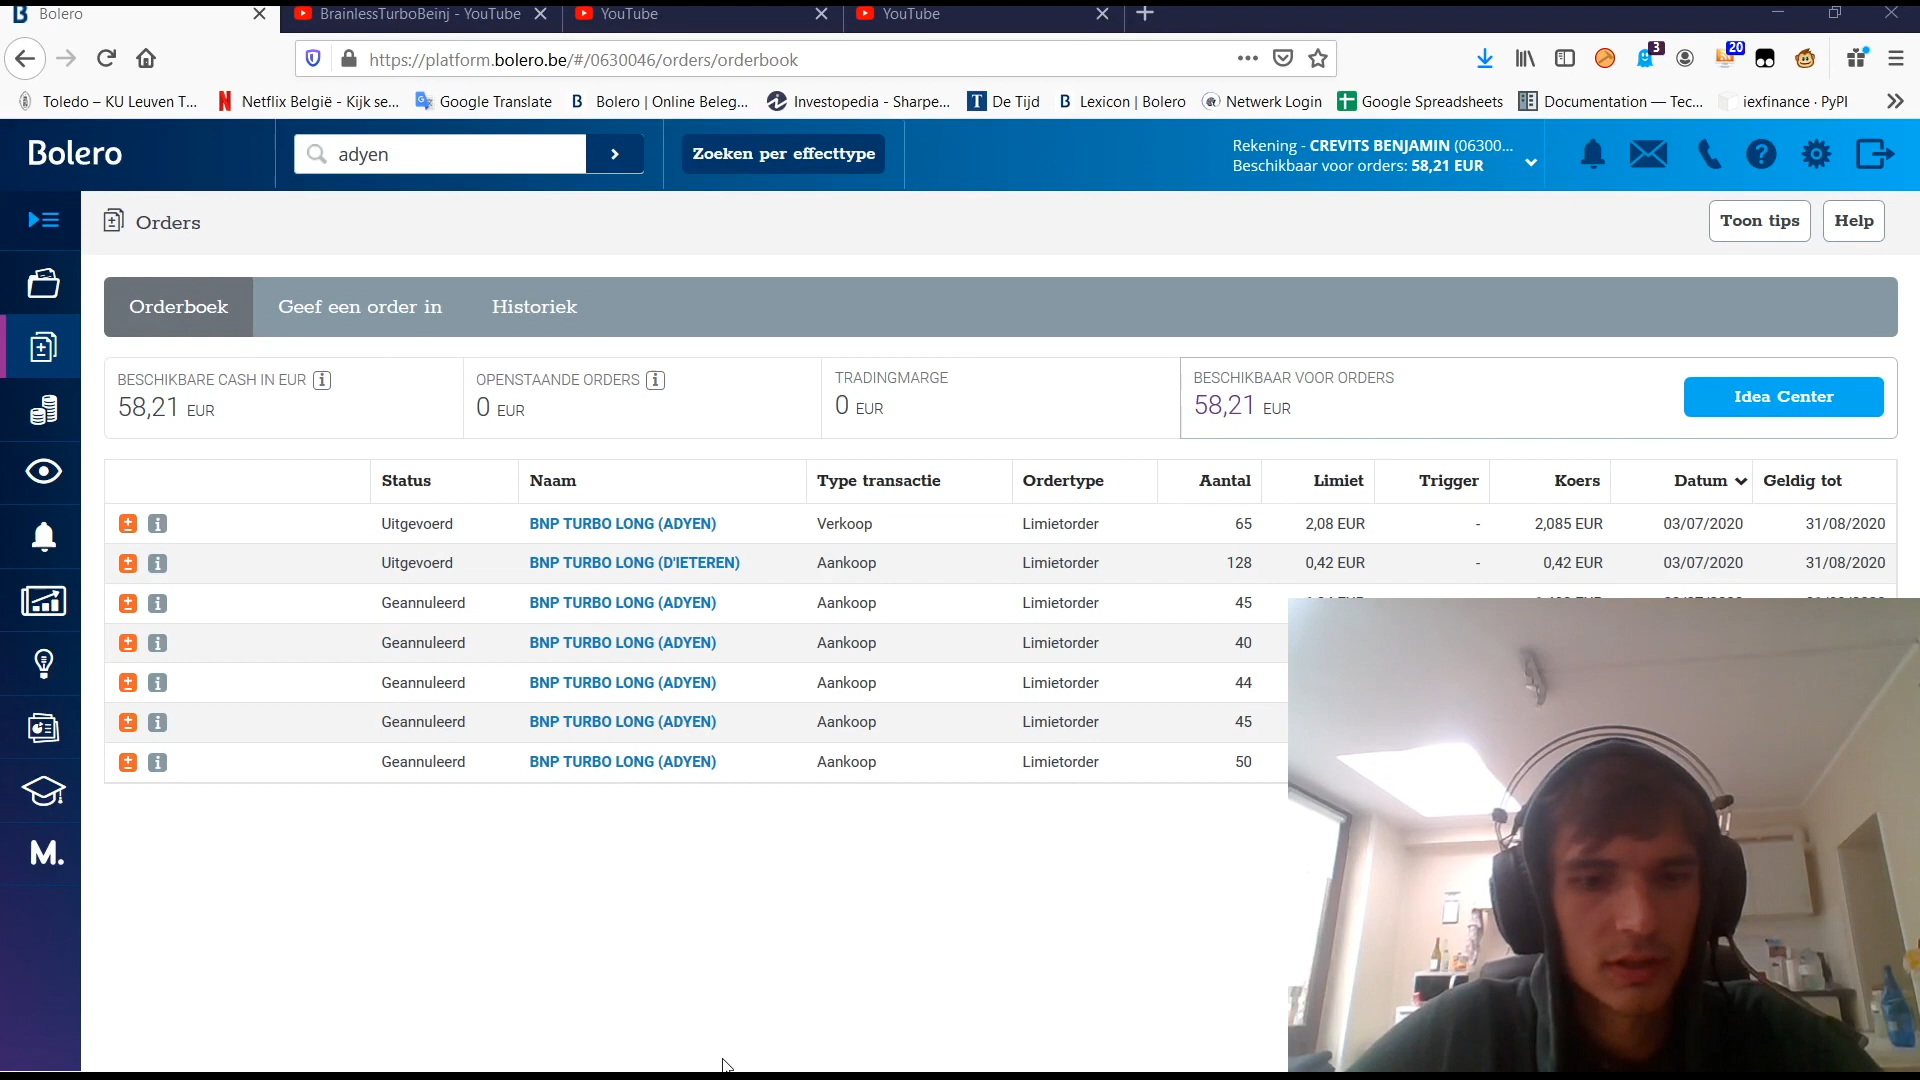 Bolero
BrainlessTurboBeinj - YouTube
YouTube
YouTube
https://platform.bolero.be/#/0630046/orders/orderbook
3
20
Toledo – KU Leuven T...
Netflix België - Kijk se...
Google Translate
Bolero | Online Beleg...
Investopedia - Sharpe...
De Tijd
Lexicon | Bolero
Netwerk Login
Google Spreadsheets
Documentation — Tec...
iexfinance · PyPI
Bolero
adyen
Zoeken per effecttype
Rekening - CREVITS BENJAMIN (06300...
Beschikbaar voor orders: 58,21 EUR
Orders
Toon tips
Help
Orderboek
Geef een order in
Historiek
BESCHIKBARE CASH IN EUR
58,21 EUR
OPENSTAANDE ORDERS
0 EUR
TRADINGMARGE
0 EUR
BESCHIKBAAR VOOR ORDERS
58,21 EUR
Idea Center
Status Naam Type transactie Ordertype Aantal Limiet Trigger Koers Datum Geldig tot
Uitgevoerd BNP TURBO LONG (ADYEN) Verkoop Limietorder 65 2,08 EUR - 2,085 EUR 03/07/2020 31/08/2020
Uitgevoerd BNP TURBO LONG (D'IETEREN) Aankoop Limietorder 128 0,42 EUR - 0,42 EUR 03/07/2020 31/08/2020
Geannuleerd BNP TURBO LONG (ADYEN) Aankoop Limietorder 45
Geannuleerd BNP TURBO LONG (ADYEN) Aankoop Limietorder 40
Geannuleerd BNP TURBO LONG (ADYEN) Aankoop Limietorder 44
Geannuleerd BNP TURBO LONG (ADYEN) Aankoop Limietorder 45
Geannuleerd BNP TURBO LONG (ADYEN) Aankoop Limietorder 50
M.